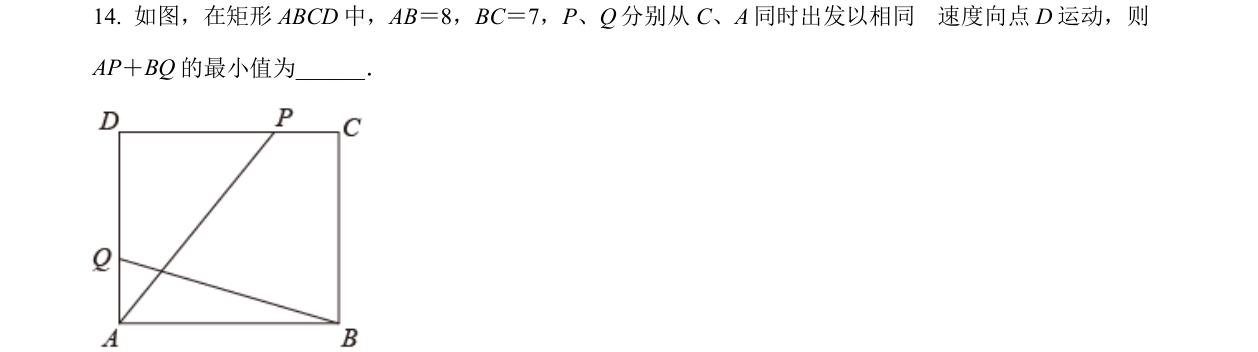 14. 如图，在矩形 ABCD 中，AB＝8，BC＝7，P、Q 分别从 C、A 同时出发以相同　速度向点 D 运动，则
AP＋BQ 的最小值为______．
D P C
Q
A B